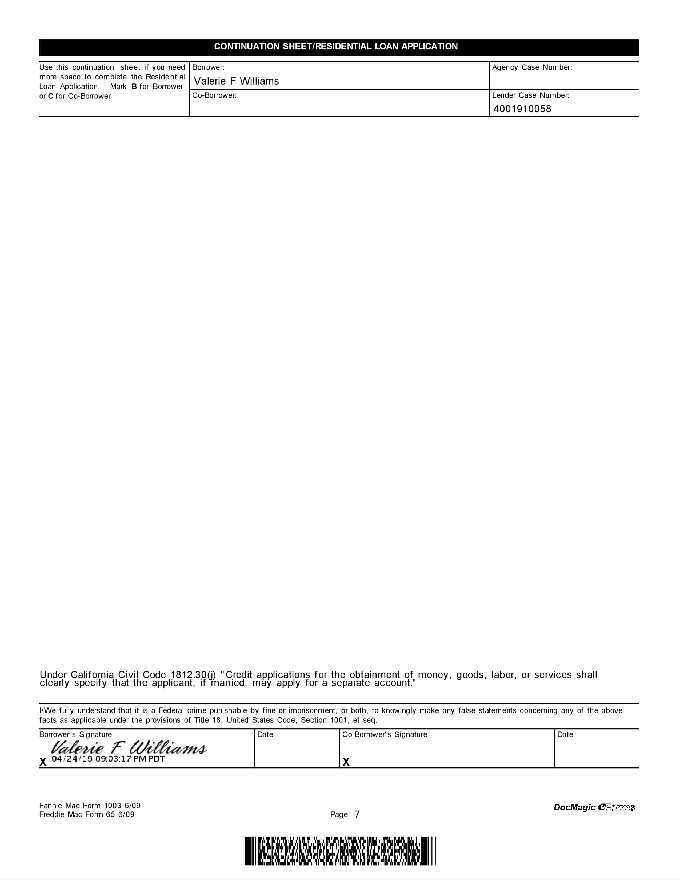 CONTINUATION SHEET/RESIDENTIAL LOAN APPLICATION
Use this continuation sheet if you need
more space to complete the Residential
Loan Application. Mark B for Borrower
or C for Co-Borrower.
Borrower:
Valerie F Williams
Agency Case Number:
Co-Borrower:
Lender Case Number:
4001910058
Under California Civil Code 1812.30(j) "Credit applications for the obtainment of money, goods, labor, or services shall
clearly specify that the applicant, if married, may apply for a separate account."
I/We fully understand that it is a Federal crime punishable by fine or imprisonment, or both, to knowingly make any false statements concerning any of the above
facts as applicable under the provisions of Title 18, United States Code, Section 1001, et seq.
Borrower's Signature
Date
Co-Borrower's Signature
Date
Valerie F Williams
X 04/24/19 09:03:17 PM PDT
X
Fannie Mae Form 1003 6/09
Freddie Mac Form 65 6/09
Page 7
DocMagic